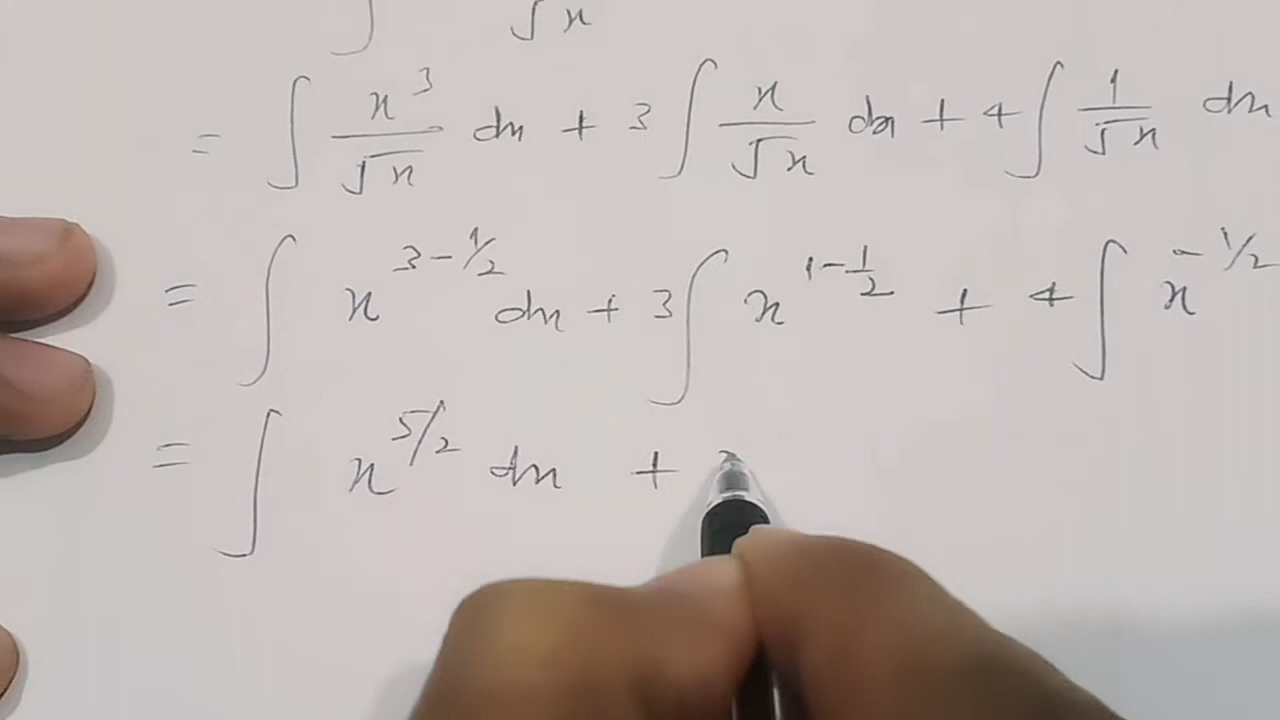 ∫ √x
= ∫ x³/√x dx + 3 ∫ x/√x dx + 4 ∫ 1/√x dx
= ∫ x^(3-1/2) dx + 3 ∫ x^(1-1/2) + 4 ∫ x^(-1/2)
= ∫ x^(5/2) dx +